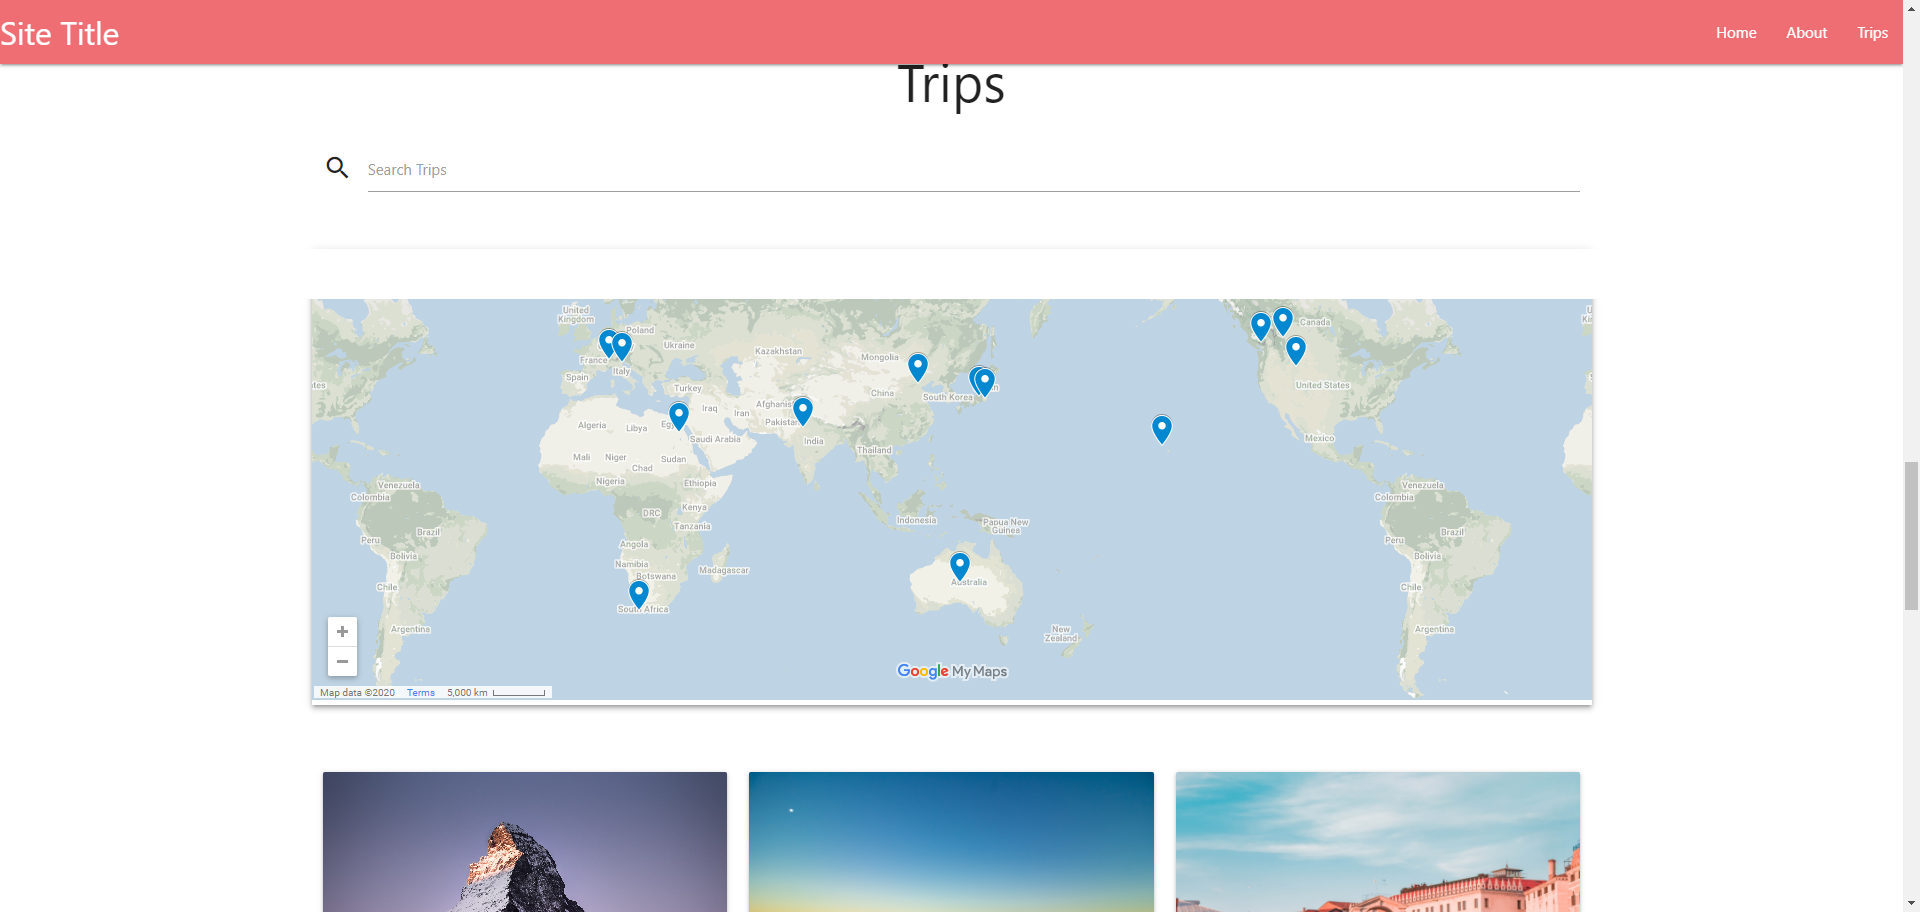 Site Title
Home
About
Trips
Trips
Search Trips
United
Kingdom
Poland
Ukraine
France
Kazakhstan
Mongolia
Canada
Italy
Spain
Turkey
South Korea
China
United States
tes
Iraq
Iran
Afghanis
Pakistan
Algeria
Libya
Eg
Saudi Arabia
India
Mexico
Mali
Niger
Chad
Sudan
Thailand
Nigeria
Ethiopia
Venezuela
Colombia
DRC
Kenya
Tanzania
Indonesia
Papua New
Guinea
Venezuela
Colombia
Brazil
Peru
Bolivia
Brazil
Peru
Bolivia
Angola
Namibia
Botswana
Madagascar
Australia
Chile
Chile
South Africa
Argentina
New
Zealand
Argentina
+
−
Google My Maps
Map data ©2020
Terms
5,000 km